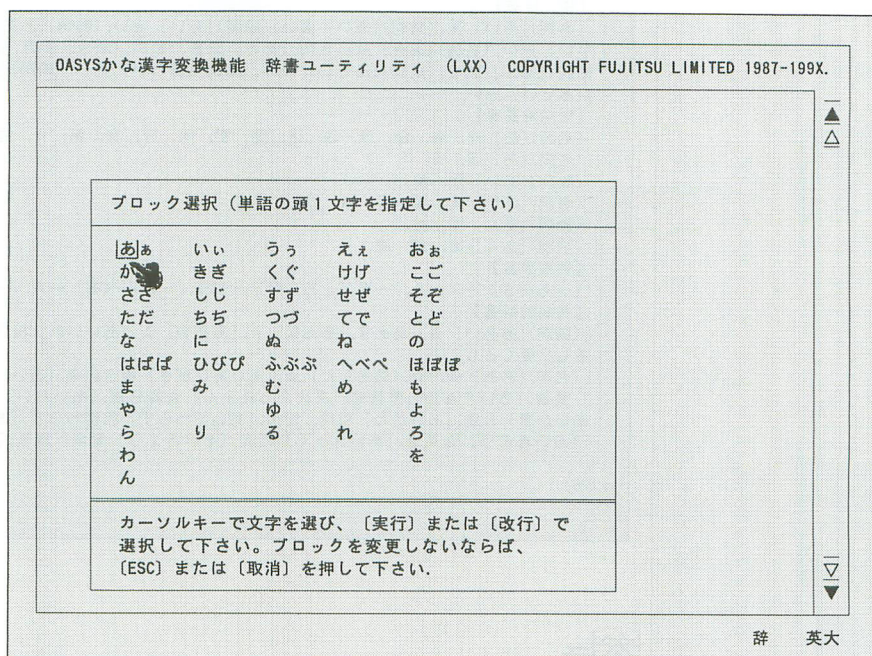 OASYSかな漢字変換機能 辞書ユーティリティ (LXX) COPYRIGHT FUJITSU LIMITED 1987-199X.
ブロック選択（単語の頭１文字を指定して下さい）
あぁ いぃ うぅ えぇ おぉ
か きぎ くぐ けげ こご
さざ しじ すず せぜ そぞ
ただ ちぢ つづ てで とど
な に ぬ ね の
はばぱ ひびぴ ふぶぷ へべぺ ほぼぽ
ま み む め も
や ゆ よ
ら り る れ ろ
わ を
ん
カーソルキーで文字を選び、〔実行〕または〔改行〕で
選択して下さい。ブロックを変更しないならば、
〔ESC〕または〔取消〕を押して下さい.
辞 英大